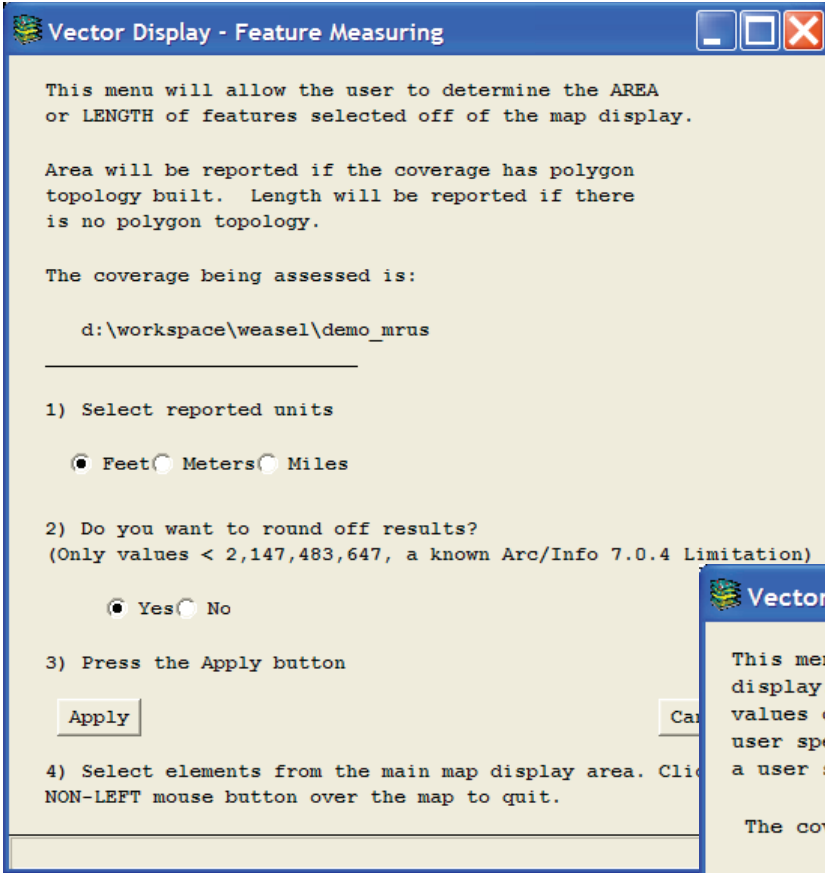 Vector Display - Feature Measuring
This menu will allow the user to determine the AREA
or LENGTH of features selected off of the map display.
Area will be reported if the coverage has polygon
topology built. Length will be reported if there
is no polygon topology.
The coverage being assessed is:
d:\workspace\weasel\demo_mrus
1) Select reported units
Feet Meters Miles
2) Do you want to round off results?
(Only values < 2,147,483,647, a known Arc/Info 7.0.4 Limitation)
Yes No
3) Press the Apply button
Apply
4) Select elements from the main map display area.
NON-LEFT mouse button over the map to quit.
Vector
This
display
values
user
a user
The